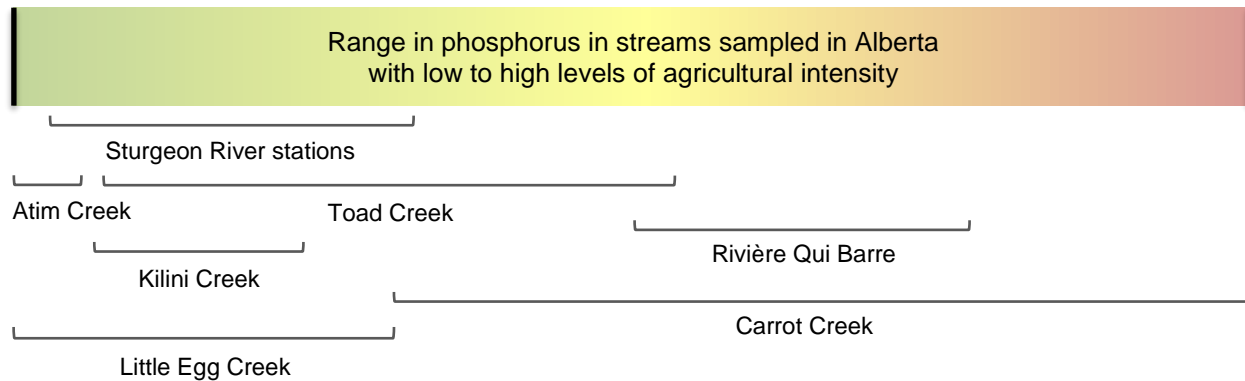 Range in phosphorus in streams sampled in Alberta
with low to high levels of agricultural intensity
Sturgeon River stations
Atim Creek
Toad Creek
Rivière Qui Barre
Kilini Creek
Carrot Creek
Little Egg Creek